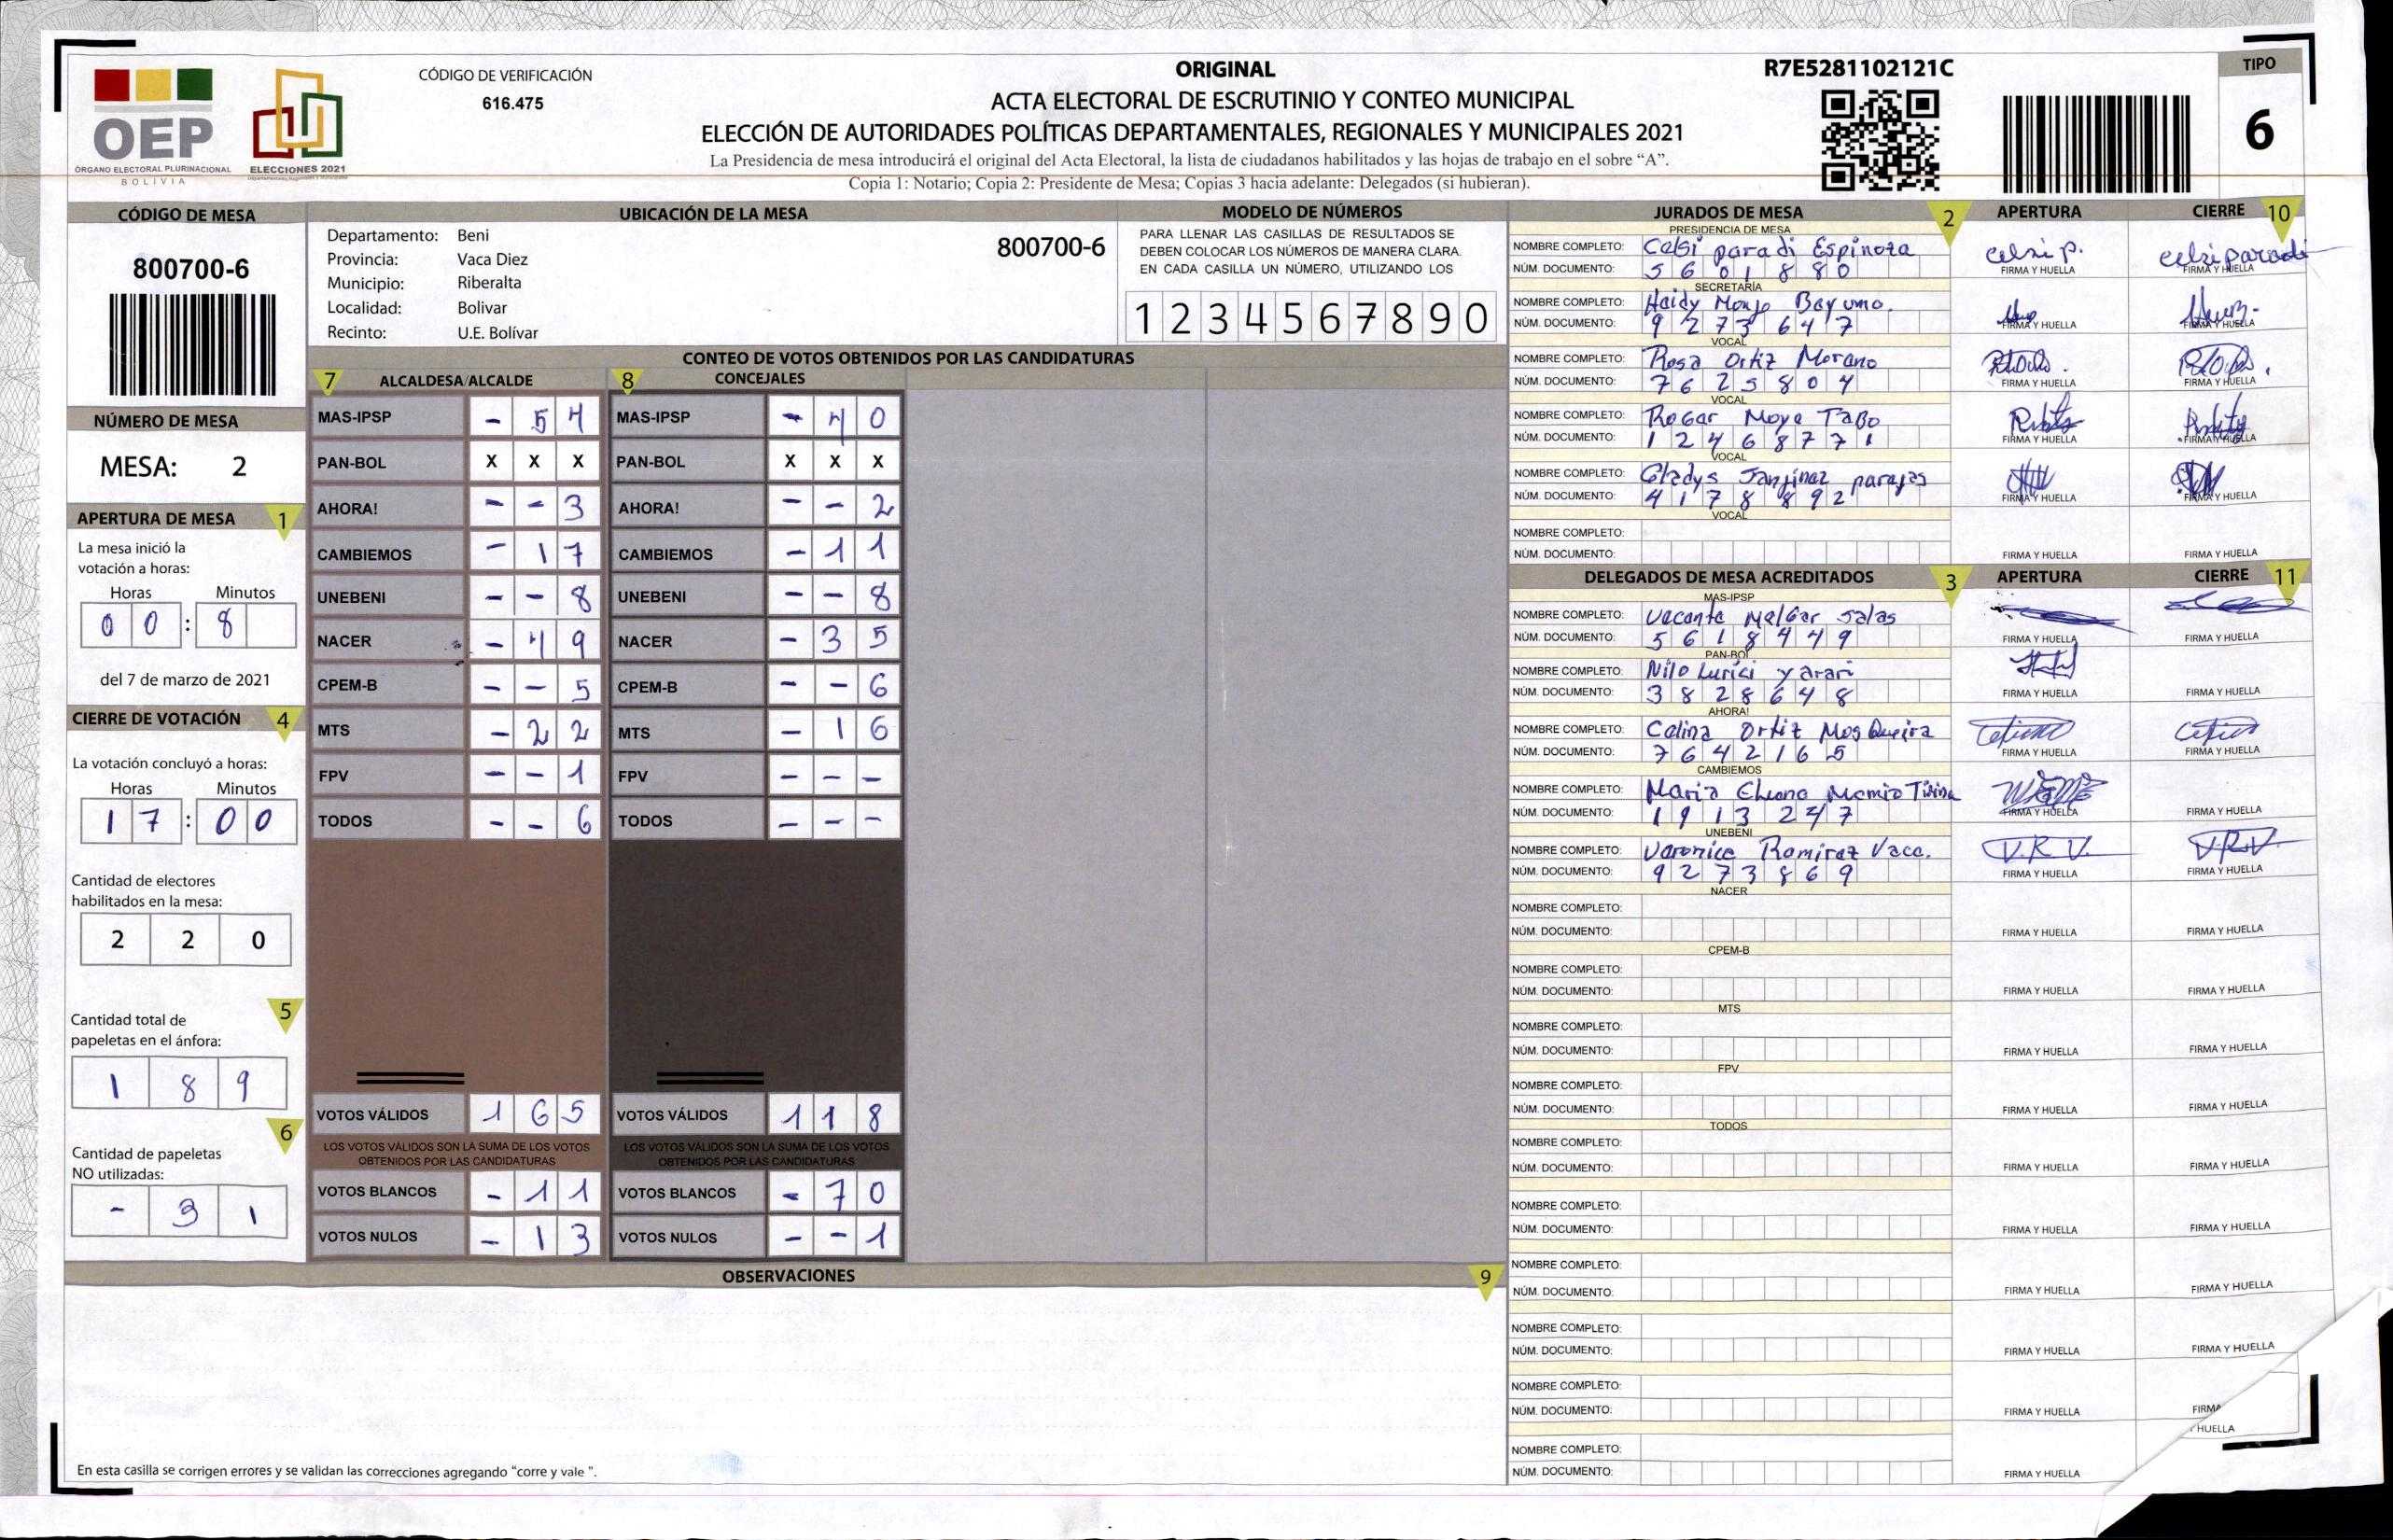 OEP
ÓRGANO ELECTORAL PLURINACIONAL
BOLIVIA
ELECCIONES 2021
CÓDIGO DE VERIFICACIÓN
616.475
ORIGINAL
ACTA ELECTORAL DE ESCRUTINIO Y CONTEO MUNICIPAL
ELECCIÓN DE AUTORIDADES POLÍTICAS DEPARTAMENTALES, REGIONALES Y MUNICIPALES 2021
La Presidencia de mesa introducirá el original del Acta Electoral, la lista de ciudadanos habilitados y las hojas de trabajo en el sobre “A”.
Copia 1: Notario; Copia 2: Presidente de Mesa; Copias 3 hacia adelante: Delegados (si hubieran).
R7E5281102121C
TIPO
6
CÓDIGO DE MESA
800700-6
NÚMERO DE MESA
MESA: 2
APERTURA DE MESA 1
La mesa inició la
votación a horas:
Horas Minutos
0 0 : 8
del 7 de marzo de 2021
CIERRE DE VOTACIÓN 4
La votación concluyó a horas:
Horas Minutos
1 7 : 0 0
Cantidad de electores
habilitados en la mesa:
2 2 0
5
Cantidad total de
papeletas en el ánfora:
1 8 9
6
Cantidad de papeletas
NO utilizadas:
- 3 1
UBICACIÓN DE LA MESA
Departamento: Beni
Provincia: Vaca Diez
Municipio: Riberalta
Localidad: Bolivar
Recinto: U.E. Bolívar
800700-6
MODELO DE NÚMEROS
PARA LLENAR LAS CASILLAS DE RESULTADOS SE
DEBEN COLOCAR LOS NÚMEROS DE MANERA CLARA.
EN CADA CASILLA UN NÚMERO, UTILIZANDO LOS
1 2 3 4 5 6 7 8 9 0
CONTEO DE VOTOS OBTENIDOS POR LAS CANDIDATURAS
7 ALCALDESA/ALCALDE
MAS-IPSP - 5 4
PAN-BOL X X X
AHORA! - - 3
CAMBIEMOS - 1 7
UNEBENI - - 8
NACER - 4 9
CPEM-B - - 5
MTS - 2 2
FPV - - 1
TODOS - - 6
VOTOS VÁLIDOS 1 6 5
LOS VOTOS VÁLIDOS SON LA SUMA DE LOS VOTOS
OBTENIDOS POR LAS CANDIDATURAS
VOTOS BLANCOS - 1 1
VOTOS NULOS - 1 3
8 CONCEJALES
MAS-IPSP - 4 0
PAN-BOL X X X
AHORA! - - 2
CAMBIEMOS - 1 1
UNEBENI - - 8
NACER - 3 5
CPEM-B - - 6
MTS - 1 6
FPV - - -
TODOS - - -
VOTOS VÁLIDOS 1 1 8
LOS VOTOS VÁLIDOS SON LA SUMA DE LOS VOTOS
OBTENIDOS POR LAS CANDIDATURAS
VOTOS BLANCOS - 7 0
VOTOS NULOS - - 1
OBSERVACIONES 9
En esta casilla se corrigen errores y se validan las correcciones agregando “corre y vale ”.
JURADOS DE MESA 2 APERTURA CIERRE 10
PRESIDENCIA DE MESA
NOMBRE COMPLETO: Celsi paradi Espinoza celsi p. celsi paradi
NÚM. DOCUMENTO: 5 6 0 1 8 8 0 FIRMA Y HUELLA FIRMA Y HUELLA
SECRETARÍA
NOMBRE COMPLETO: Haidy Monje Bayumo.
NÚM. DOCUMENTO: 9 2 7 3 6 4 7 FIRMA Y HUELLA FIRMA Y HUELLA
VOCAL
NOMBRE COMPLETO: Rosa Ortiz Moreno
NÚM. DOCUMENTO: 7 6 2 5 8 0 4 FIRMA Y HUELLA FIRMA Y HUELLA
VOCAL
NOMBRE COMPLETO: Rogar Moye Tabo
NÚM. DOCUMENTO: 1 2 4 6 8 7 7 1 FIRMA Y HUELLA FIRMA Y HUELLA
VOCAL
NOMBRE COMPLETO: Gladys
NÚM. DOCUMENTO: 4 1 7 8 8 9 2 FIRMA Y HUELLA FIRMA Y HUELLA
VOCAL
NOMBRE COMPLETO:
NÚM. DOCUMENTO: FIRMA Y HUELLA FIRMA Y HUELLA
DELEGADOS DE MESA ACREDITADOS 3 APERTURA CIERRE 11
MAS-IPSP
NOMBRE COMPLETO: Vecante Melgar Salas
NÚM. DOCUMENTO: 5 6 1 8 4 4 9 FIRMA Y HUELLA FIRMA Y HUELLA
PAN-BOL
NOMBRE COMPLETO: Nilo Lurici yarari
NÚM. DOCUMENTO: 3 8 2 8 6 4 8 FIRMA Y HUELLA FIRMA Y HUELLA
AHORA!
NOMBRE COMPLETO: Celina Ortiz Mosqueira
NÚM. DOCUMENTO: 7 6 4 2 1 6 5 FIRMA Y HUELLA FIRMA Y HUELLA
CAMBIEMOS
NOMBRE COMPLETO: Maria
NÚM. DOCUMENTO: 1 9 1 3 2 4 7 FIRMA Y HUELLA FIRMA Y HUELLA
UNEBENI
NOMBRE COMPLETO: Varonice Ramirez Vace. V.R.V. V.R.V.
NÚM. DOCUMENTO: 9 2 7 3 8 6 9 FIRMA Y HUELLA FIRMA Y HUELLA
NACER
NOMBRE COMPLETO:
NÚM. DOCUMENTO: FIRMA Y HUELLA FIRMA Y HUELLA
CPEM-B
NOMBRE COMPLETO:
NÚM. DOCUMENTO: FIRMA Y HUELLA FIRMA Y HUELLA
MTS
NOMBRE COMPLETO:
NÚM. DOCUMENTO: FIRMA Y HUELLA FIRMA Y HUELLA
FPV
NOMBRE COMPLETO:
NÚM. DOCUMENTO: FIRMA Y HUELLA FIRMA Y HUELLA
TODOS
NOMBRE COMPLETO:
NÚM. DOCUMENTO: FIRMA Y HUELLA FIRMA Y HUELLA
NOMBRE COMPLETO:
NÚM. DOCUMENTO: FIRMA Y HUELLA FIRMA Y HUELLA
NOMBRE COMPLETO:
NÚM. DOCUMENTO: FIRMA Y HUELLA FIRMA Y HUELLA
NOMBRE COMPLETO:
NÚM. DOCUMENTO: FIRMA Y HUELLA FIRMA Y HUELLA
NOMBRE COMPLETO:
NÚM. DOCUMENTO: FIRMA Y HUELLA FIRMA
HUELLA
NOMBRE COMPLETO:
NÚM. DOCUMENTO: FIRMA Y HUELLA